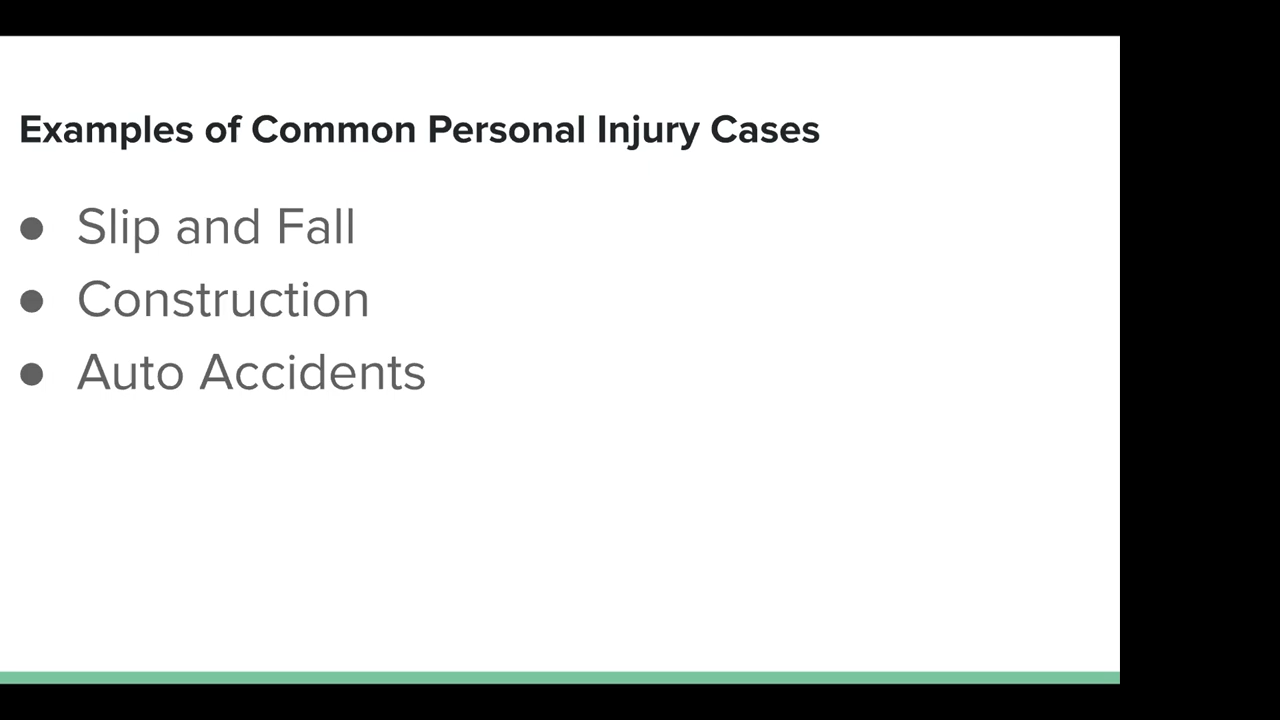 Examples of Common Personal Injury Cases
● Slip and Fall
● Construction
● Auto Accidents